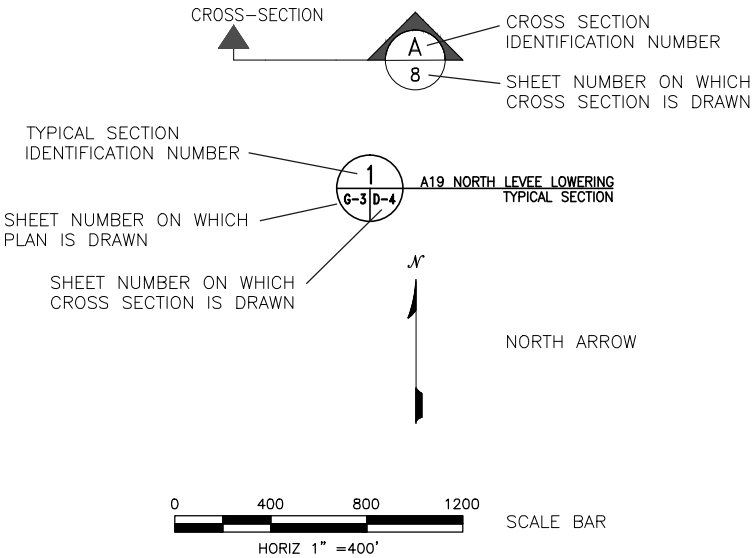 CROSS-SECTION
CROSS SECTION
IDENTIFICATION NUMBER
A
8
SHEET NUMBER ON WHICH
CROSS SECTION IS DRAWN
TYPICAL SECTION
IDENTIFICATION NUMBER
1
G-3 D-4
A19 NORTH LEVEE LOWERING
TYPICAL SECTION
SHEET NUMBER ON WHICH
PLAN IS DRAWN
SHEET NUMBER ON WHICH
CROSS SECTION IS DRAWN
N
NORTH ARROW
0 400 800 1200
SCALE BAR
HORIZ 1" =400'